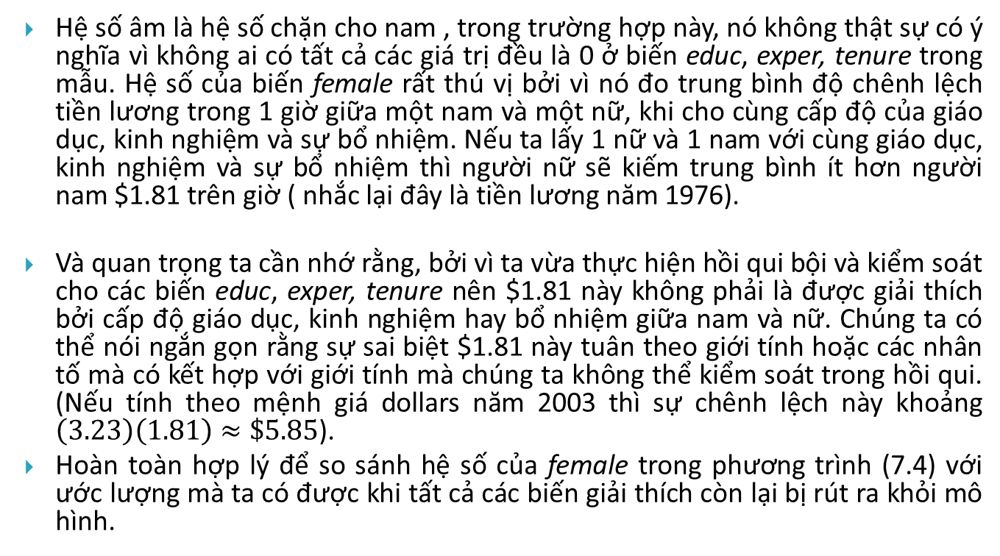 Hệ số âm là hệ số chặn cho nam , trong trường hợp này, nó không thật sự có ý
nghĩa vì không ai có tất cả các giá trị đều là 0 ở biến educ, exper, tenure trong
mẫu. Hệ số của biến female rất thú vị bởi vì nó đo trung bình độ chênh lệch
tiền lương trong 1 giờ giữa một nam và một nữ, khi cho cùng cấp độ của giáo
dục, kinh nghiệm và sự bổ nhiệm. Nếu ta lấy 1 nữ và 1 nam với cùng giáo dục,
kinh nghiệm và sự bổ nhiệm thì người nữ sẽ kiếm trung bình ít hơn người
nam $1.81 trên giờ ( nhắc lại đây là tiền lương năm 1976).
Và quan trọng ta cần nhớ rằng, bởi vì ta vừa thực hiện hồi qui bội và kiểm soát
cho các biến educ, exper, tenure nên $1.81 này không phải là được giải thích
bởi cấp độ giáo dục, kinh nghiệm hay bổ nhiệm giữa nam và nữ. Chúng ta có
thể nói ngắn gọn rằng sự sai biệt $1.81 này tuân theo giới tính hoặc các nhân
tố mà có kết hợp với giới tính mà chúng ta không thể kiểm soát trong hồi qui.
(Nếu tính theo mệnh giá dollars năm 2003 thì sự chênh lệch này khoảng
(3.23)(1.81) ≈ $5.85).
Hoàn toàn hợp lý để so sánh hệ số của female trong phương trình (7.4) với
ước lượng mà ta có được khi tất cả các biến giải thích còn lại bị rút ra khỏi mô
hình.